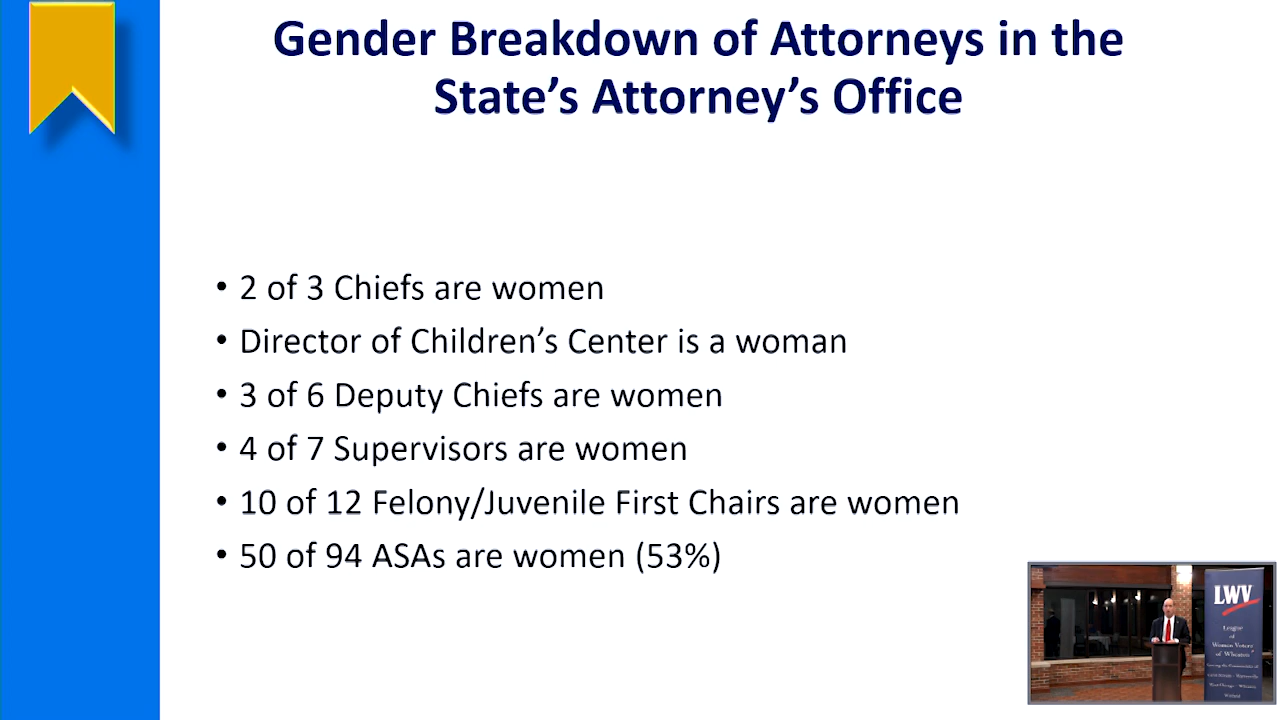 Gender Breakdown of Attorneys in the
State’s Attorney’s Office
• 2 of 3 Chiefs are women
• Director of Children’s Center is a woman
• 3 of 6 Deputy Chiefs are women
• 4 of 7 Supervisors are women
• 10 of 12 Felony/Juvenile First Chairs are women
• 50 of 94 ASAs are women (53%)
LWV
League
of
Women Voters
of Wheaton